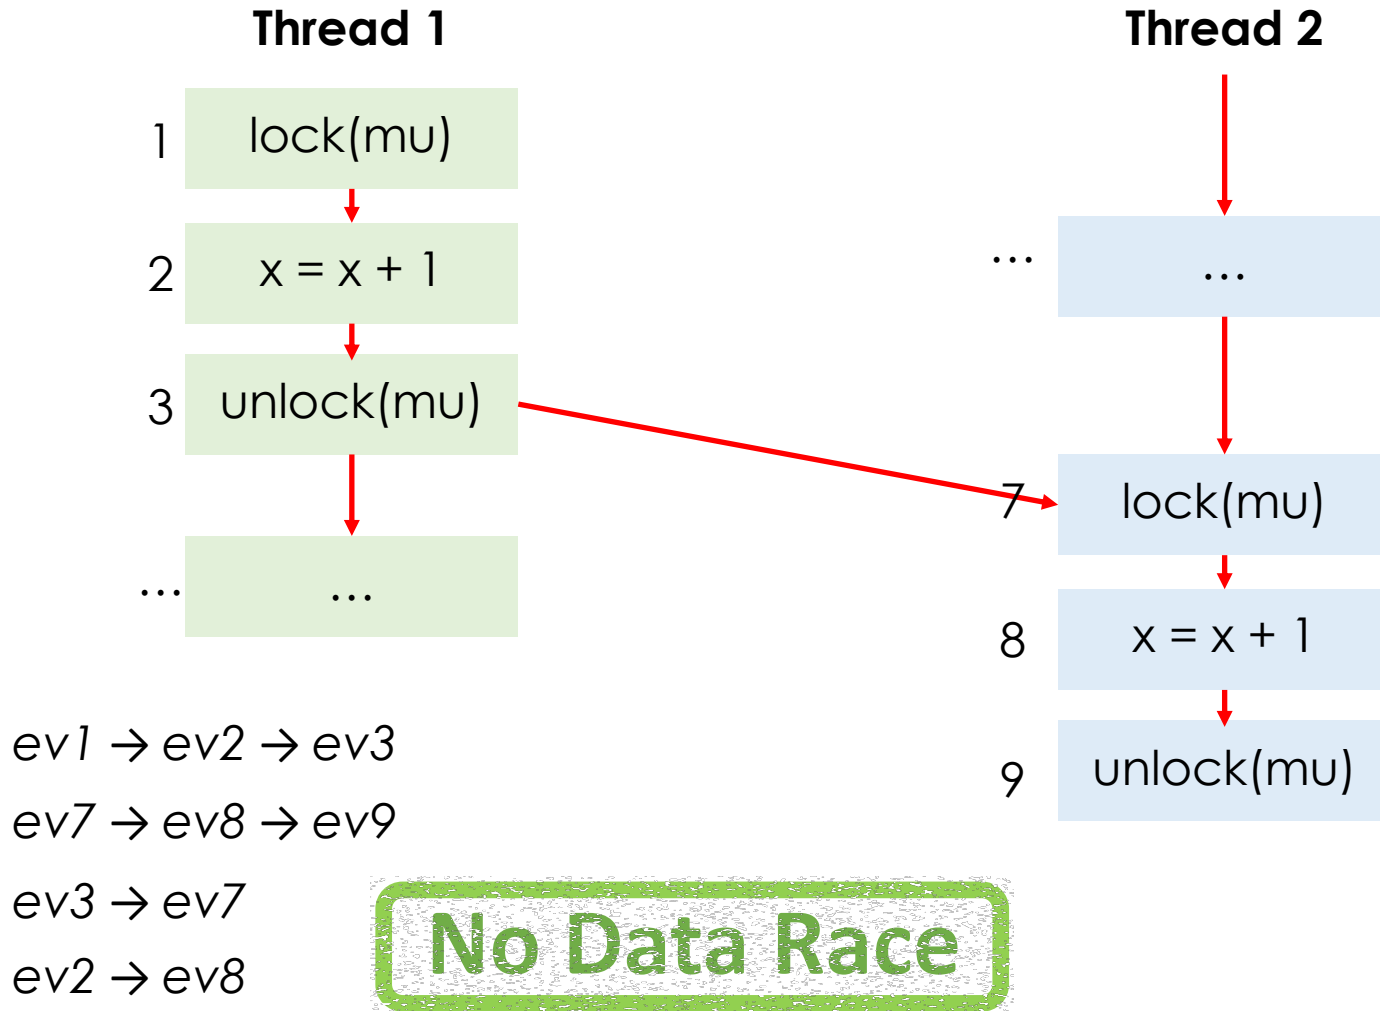 Thread 1
1 lock(mu)
2 x = x + 1
3 unlock(mu)
... ...
Thread 2
... ...
7 lock(mu)
8 x = x + 1
9 unlock(mu)
ev1 → ev2 → ev3
ev7 → ev8 → ev9
ev3 → ev7
ev2 → ev8
No Data Race